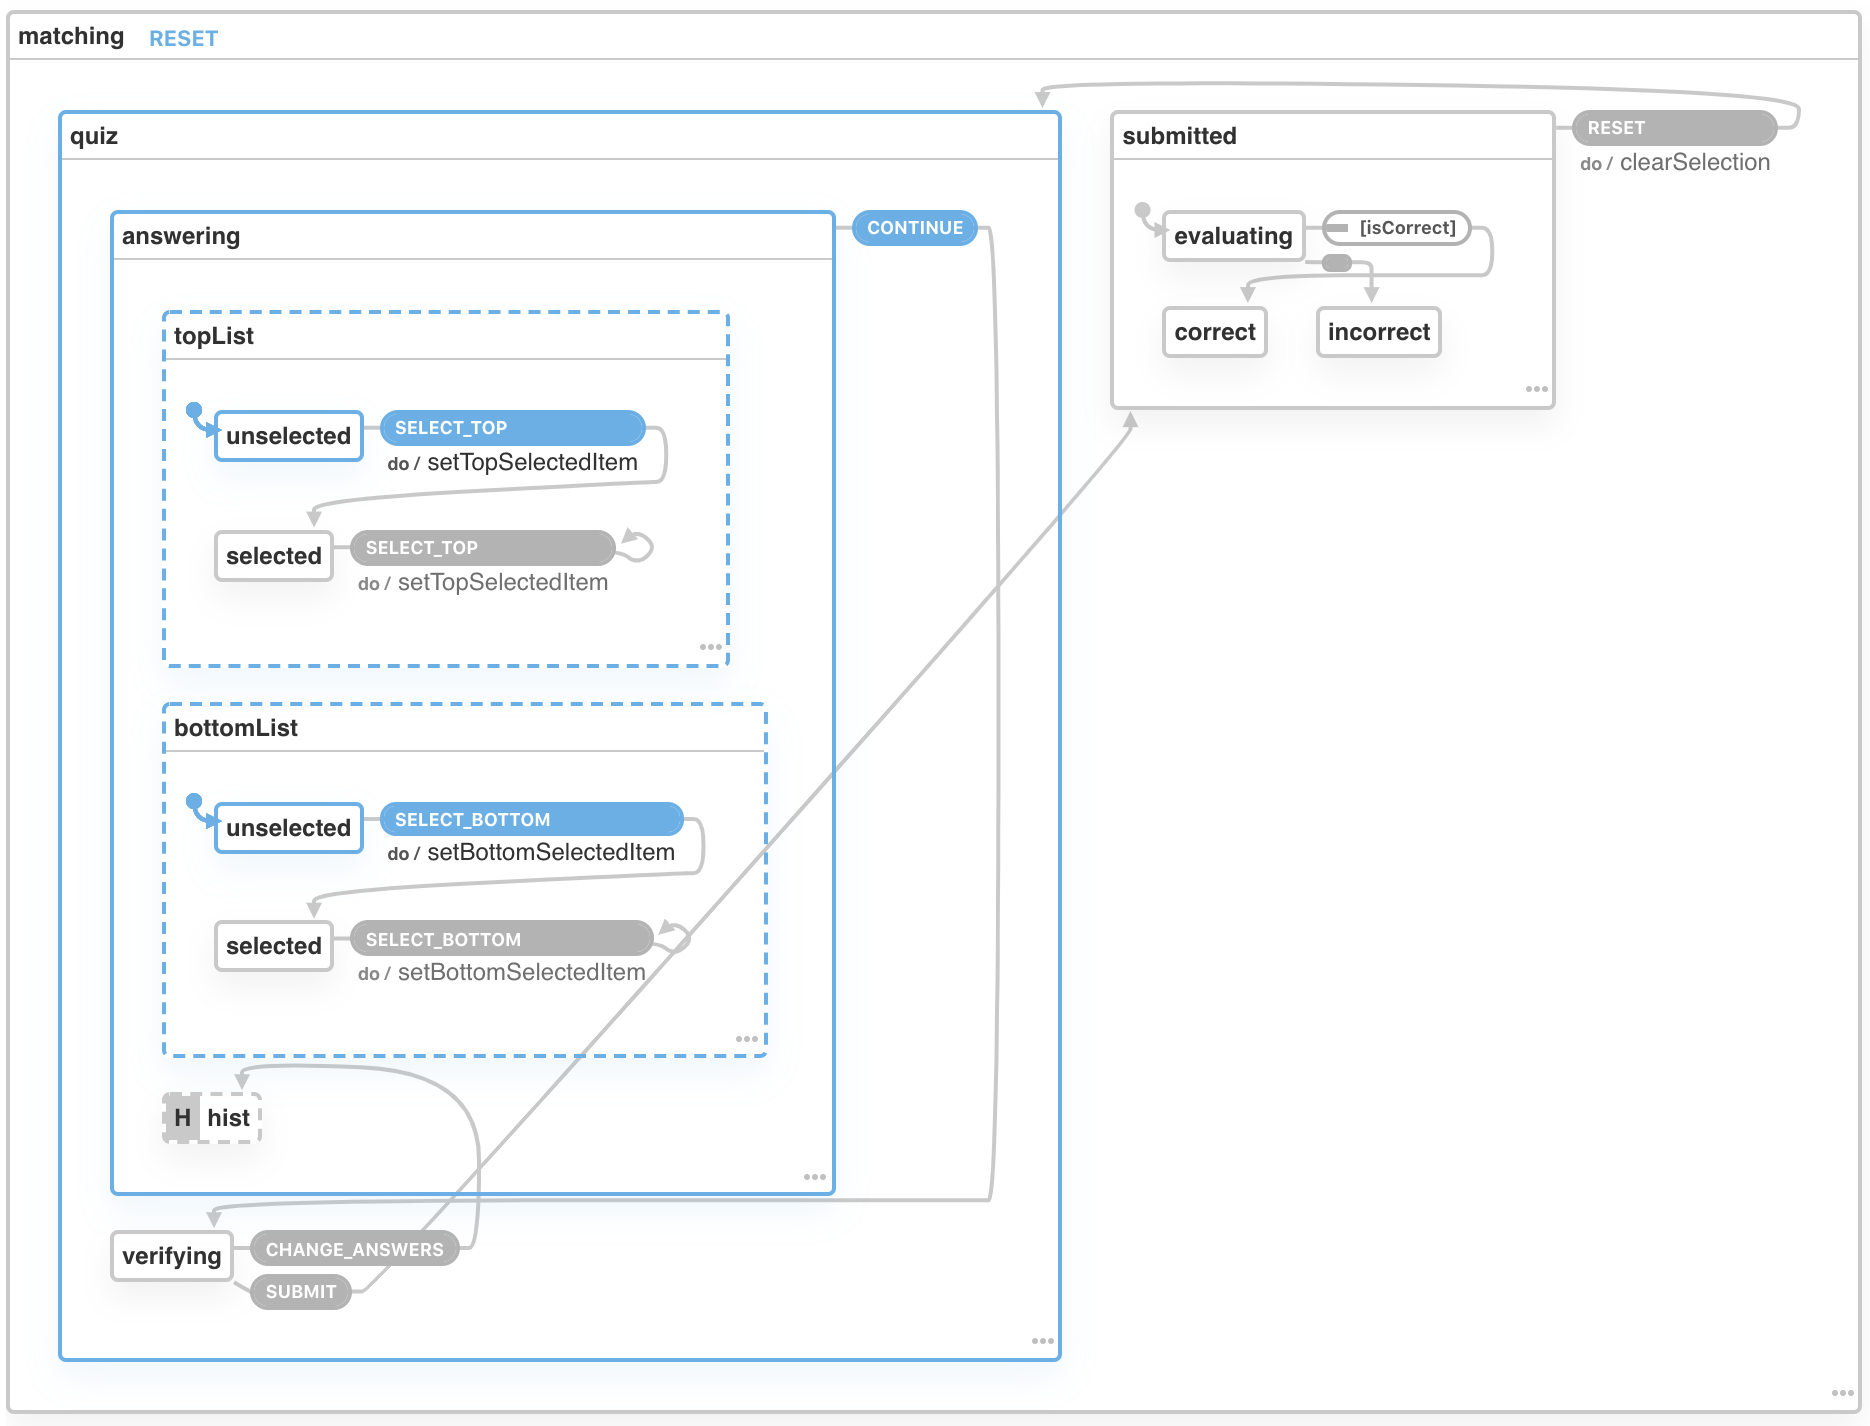 matching RESET
quiz
submitted
RESET
do / clearSelection
answering
CONTINUE
evaluating
[isCorrect]
correct
incorrect
topList
unselected
SELECT_TOP
do / setTopSelectedItem
selected
SELECT_TOP
do / setTopSelectedItem
bottomList
unselected
SELECT_BOTTOM
do / setBottomSelectedItem
selected
SELECT_BOTTOM
do / setBottomSelectedItem
H hist
verifying
CHANGE_ANSWERS
SUBMIT